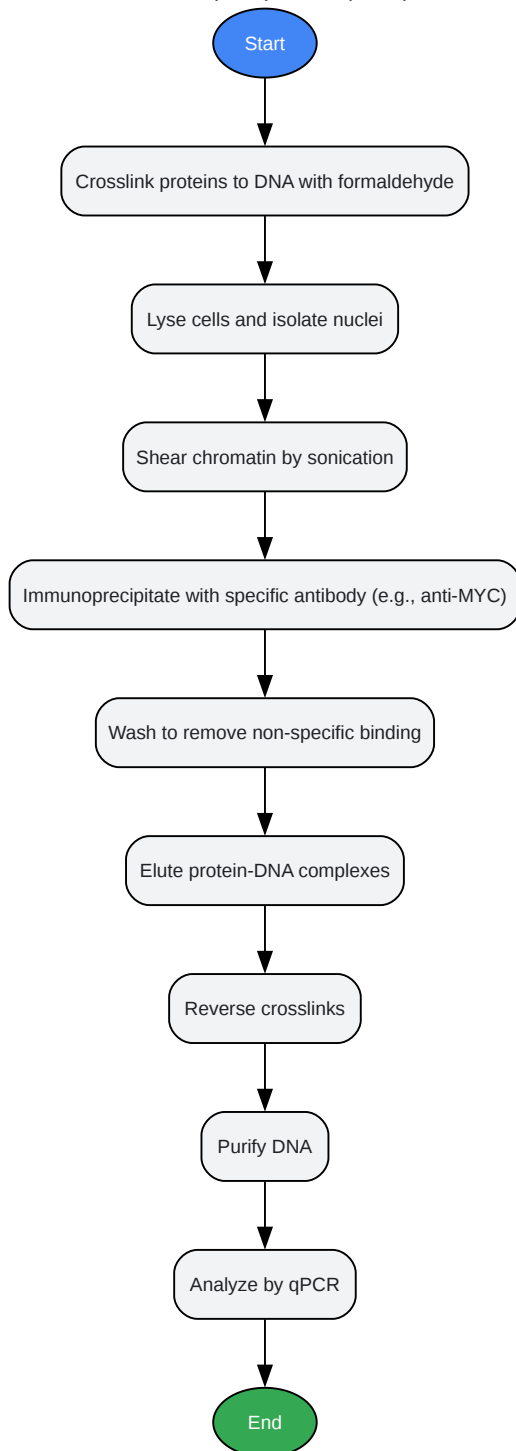 Start
Crosslink proteins to DNA with formaldehyde
Lyse cells and isolate nuclei
Shear chromatin by sonication
Immunoprecipitate with specific antibody (e.g., anti-MYC)
Wash to remove non-specific binding
Elute protein-DNA complexes
Reverse crosslinks
Purify DNA
Analyze by qPCR
End